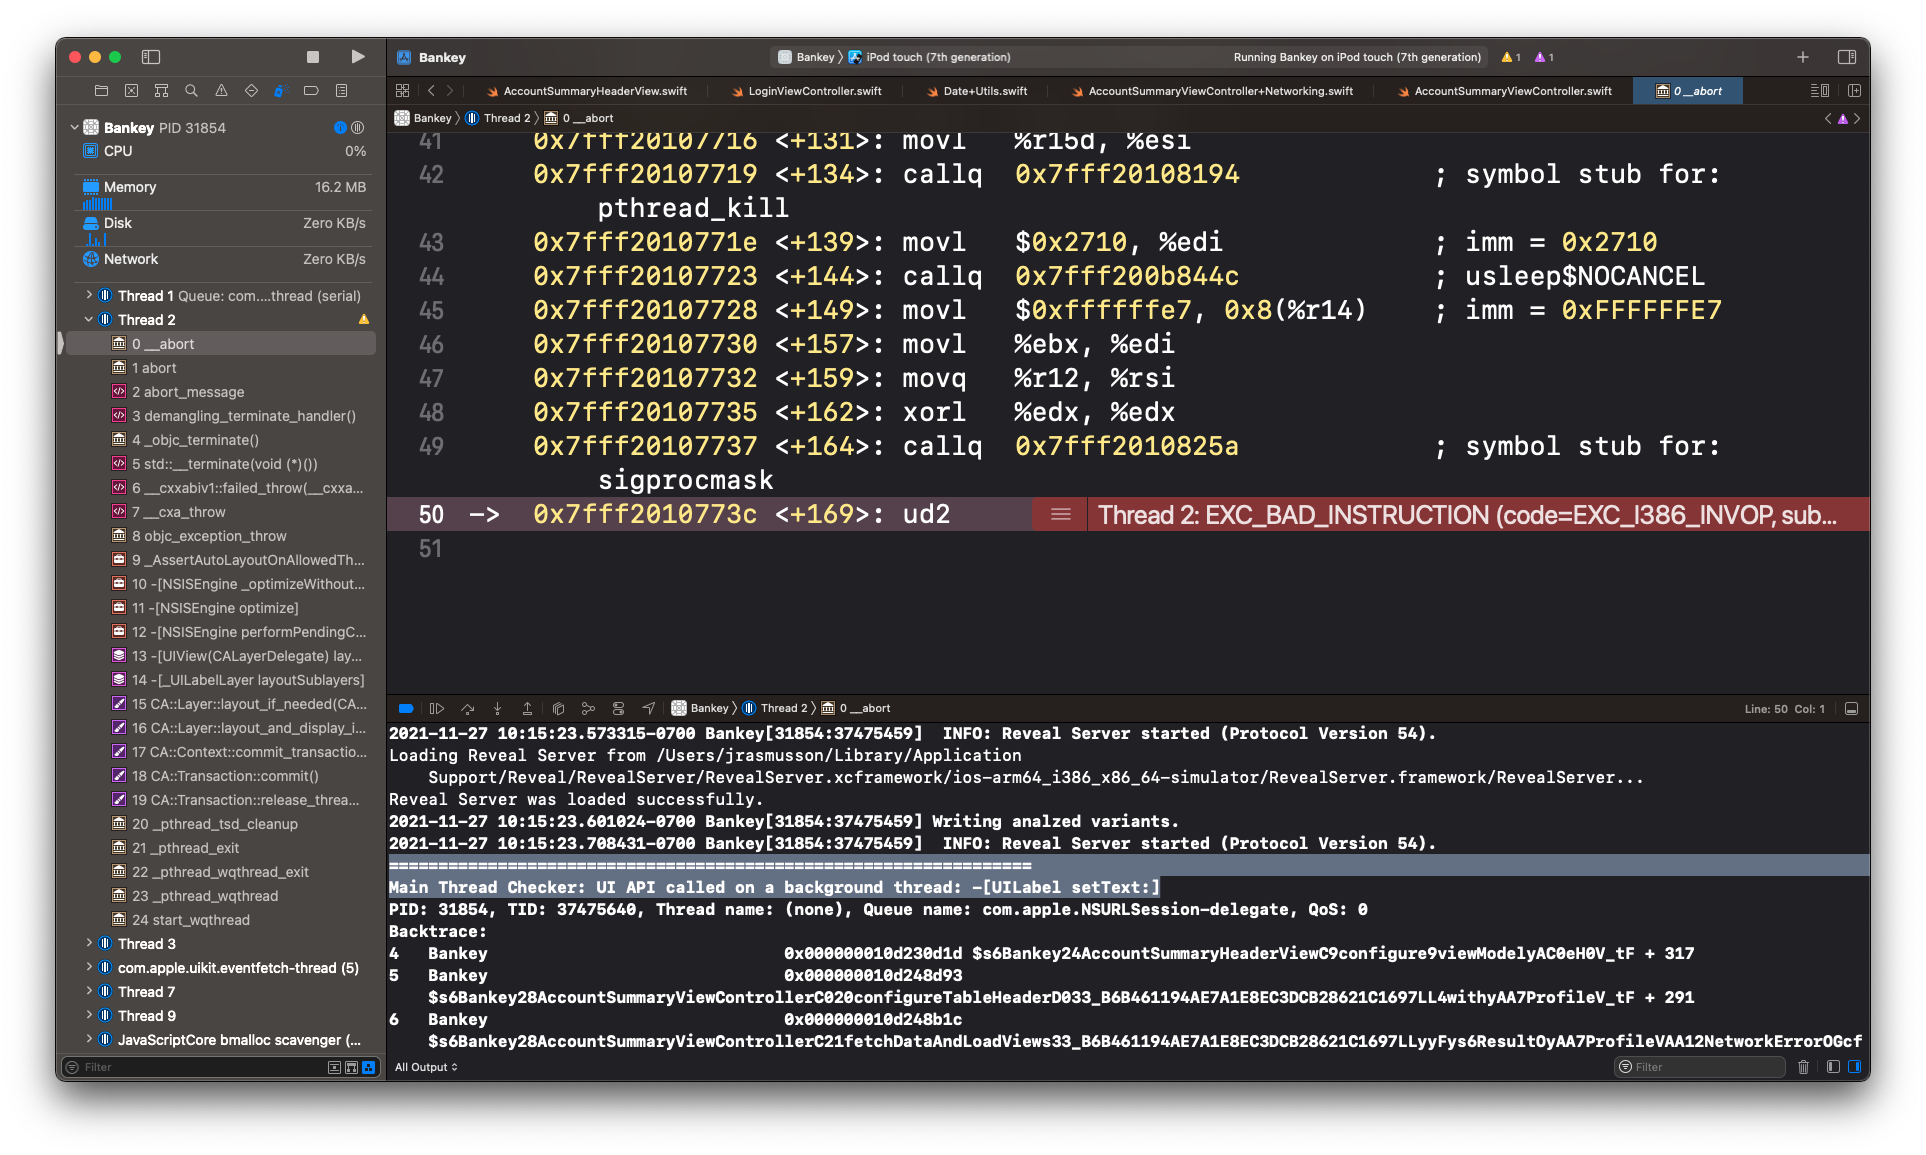 Bankey
Bankey 〉 iPod touch (7th generation)
Running Bankey on iPod touch (7th generation)
1
1
AccountSummaryHeaderView.swift
LoginViewController.swift
Date+Utils.swift
AccountSummaryViewController+Networking.swift
AccountSummaryViewController.swift
0 __abort
Bankey 〉 Thread 2 〉 0 __abort
Bankey PID 31854
CPU 0%
Memory 16.2 MB
Disk Zero KB/s
Network Zero KB/s
Thread 1 Queue: com....thread (serial)
Thread 2
0 __abort
1 abort
2 abort_message
3 demangling_terminate_handler()
4 _objc_terminate()
5 std::__terminate(void (*)())
6 __cxxabiv1::failed_throw(__cxxa...
7 __cxa_throw
8 objc_exception_throw
9 _AssertAutoLayoutOnAllowedTh...
10 -[NSISEngine _optimizeWithout...
11 -[NSISEngine optimize]
12 -[NSISEngine performPendingC...
13 -[UIView(CALayerDelegate) lay...
14 -[_UILabelLayer layoutSublayers]
15 CA::Layer::layout_if_needed(CA...
16 CA::Layer::layout_and_display_i...
17 CA::Context::commit_transactio...
18 CA::Transaction::commit()
19 CA::Transaction::release_threa...
20 _pthread_tsd_cleanup
21 _pthread_exit
22 _pthread_wqthread_exit
23 _pthread_wqthread
24 start_wqthread
Thread 3
com.apple.uikit.eventfetch-thread (5)
Thread 7
Thread 9
JavaScriptCore bmalloc scavenger (...
Filter
41 0x7fff20107716 <+131>: movl %r15d, %esi
42 0x7fff20107719 <+134>: callq 0x7fff20108194 ; symbol stub for:
pthread_kill
43 0x7fff2010771e <+139>: movl $0x2710, %edi ; imm = 0x2710
44 0x7fff20107723 <+144>: callq 0x7fff200b844c ; usleep$NOCANCEL
45 0x7fff20107728 <+149>: movl $0xffffffe7, 0x8(%r14) ; imm = 0xFFFFFFE7
46 0x7fff20107730 <+157>: movl %ebx, %edi
47 0x7fff20107732 <+159>: movq %r12, %rsi
48 0x7fff20107735 <+162>: xorl %edx, %edx
49 0x7fff20107737 <+164>: callq 0x7fff2010825a ; symbol stub for:
sigprocmask
50 -> 0x7fff2010773c <+169>: ud2 Thread 2: EXC_BAD_INSTRUCTION (code=EXC_I386_INVOP, sub...
51
Bankey 〉 Thread 2 〉 0 __abort
Line: 50 Col: 1
2021-11-27 10:15:23.573315-0700 Bankey[31854:37475459] INFO: Reveal Server started (Protocol Version 54).
Loading Reveal Server from /Users/jrasmusson/Library/Application
Support/Reveal/RevealServer/RevealServer.xcframework/ios-arm64_i386_x86_64-simulator/RevealServer.framework/RevealServer...
Reveal Server was loaded successfully.
2021-11-27 10:15:23.601024-0700 Bankey[31854:37475459] Writing analzed variants.
2021-11-27 10:15:23.708431-0700 Bankey[31854:37475459] INFO: Reveal Server started (Protocol Version 54).
=================================================================
Main Thread Checker: UI API called on a background thread: -[UILabel setText:]
PID: 31854, TID: 37475640, Thread name: (none), Queue name: com.apple.NSURLSession-delegate, QoS: 0
Backtrace:
4 Bankey 0x000000010d230d1d $s6Bankey24AccountSummaryHeaderViewC9configure9viewModelyAC0eH0V_tF + 317
5 Bankey 0x000000010d248d93
$s6Bankey28AccountSummaryViewControllerC020configureTableHeaderD033_B6B461194AE7A1E8EC3DCB28621C1697LL4withyAA7ProfileV_tF + 291
6 Bankey 0x000000010d248b1c
$s6Bankey28AccountSummaryViewControllerC21fetchDataAndLoadViews33_B6B461194AE7A1E8EC3DCB28621C1697LLyyFys6ResultOyAA7ProfileVAA12NetworkErrorOGcf
All Output
Filter